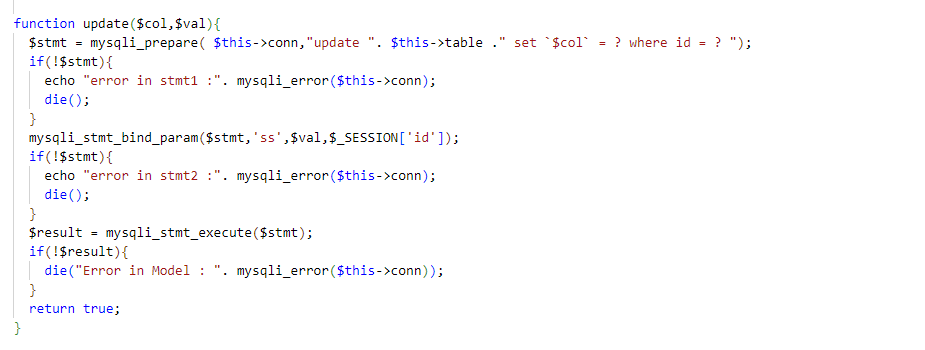 function update($col,$val){
$stmt = mysqli_prepare( $this->conn,"update ". $this->table ." set `$col` = ? where id = ? ");
if(!$stmt){
echo "error in stmt1 :". mysqli_error($this->conn);
die();
}
mysqli_stmt_bind_param($stmt,'ss',$val,$_SESSION['id']);
if(!$stmt){
echo "error in stmt2 :". mysqli_error($this->conn);
die();
}
$result = mysqli_stmt_execute($stmt);
if(!$result){
die("Error in Model : ". mysqli_error($this->conn));
}
return true;
}